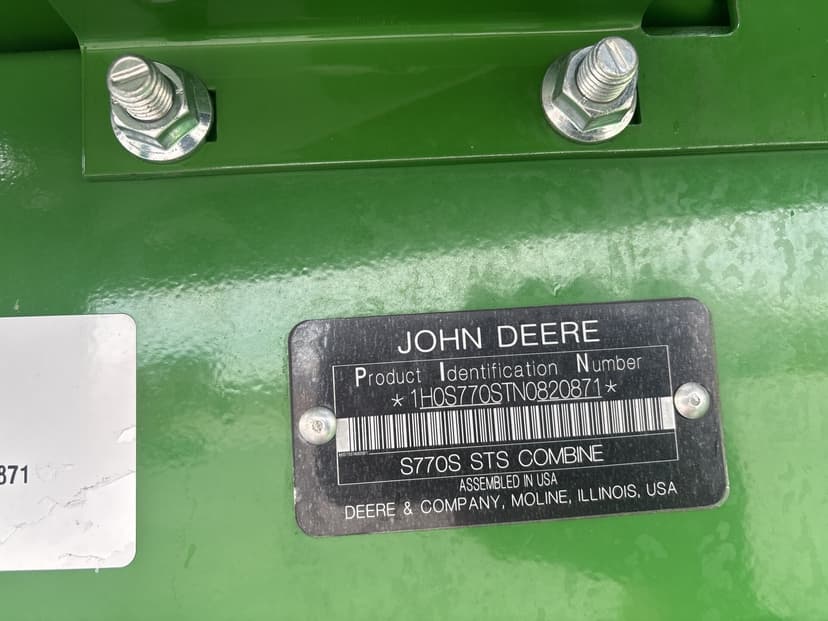 JOHN DEERE
Product Identification Number
*1H0S770STN0820871*
S770S STS COMBINE
ASSEMBLED IN USA
DEERE & COMPANY, MOLINE, ILLINOIS, USA
871